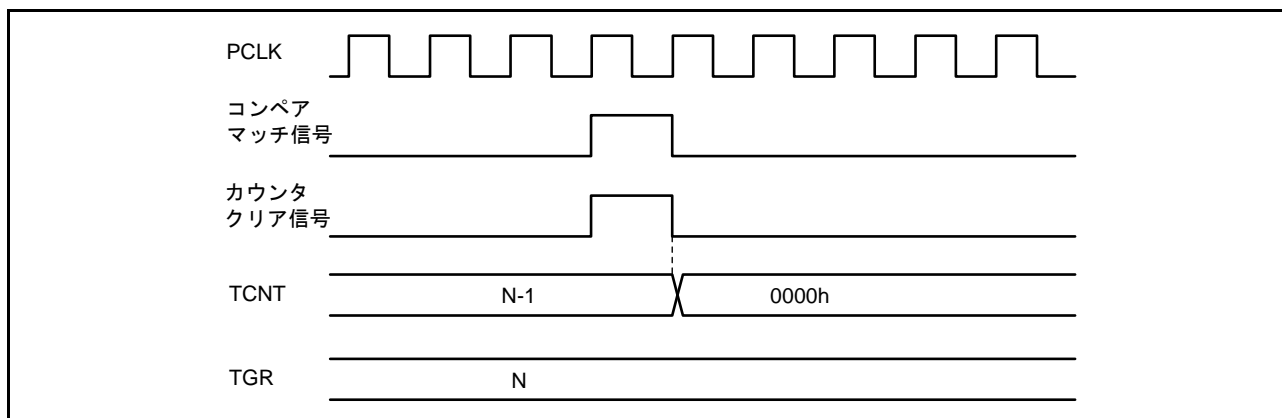 PCLK
コンペア
マッチ信号
カウンタ
クリア信号
TCNT
N-1
0000h
TGR
N